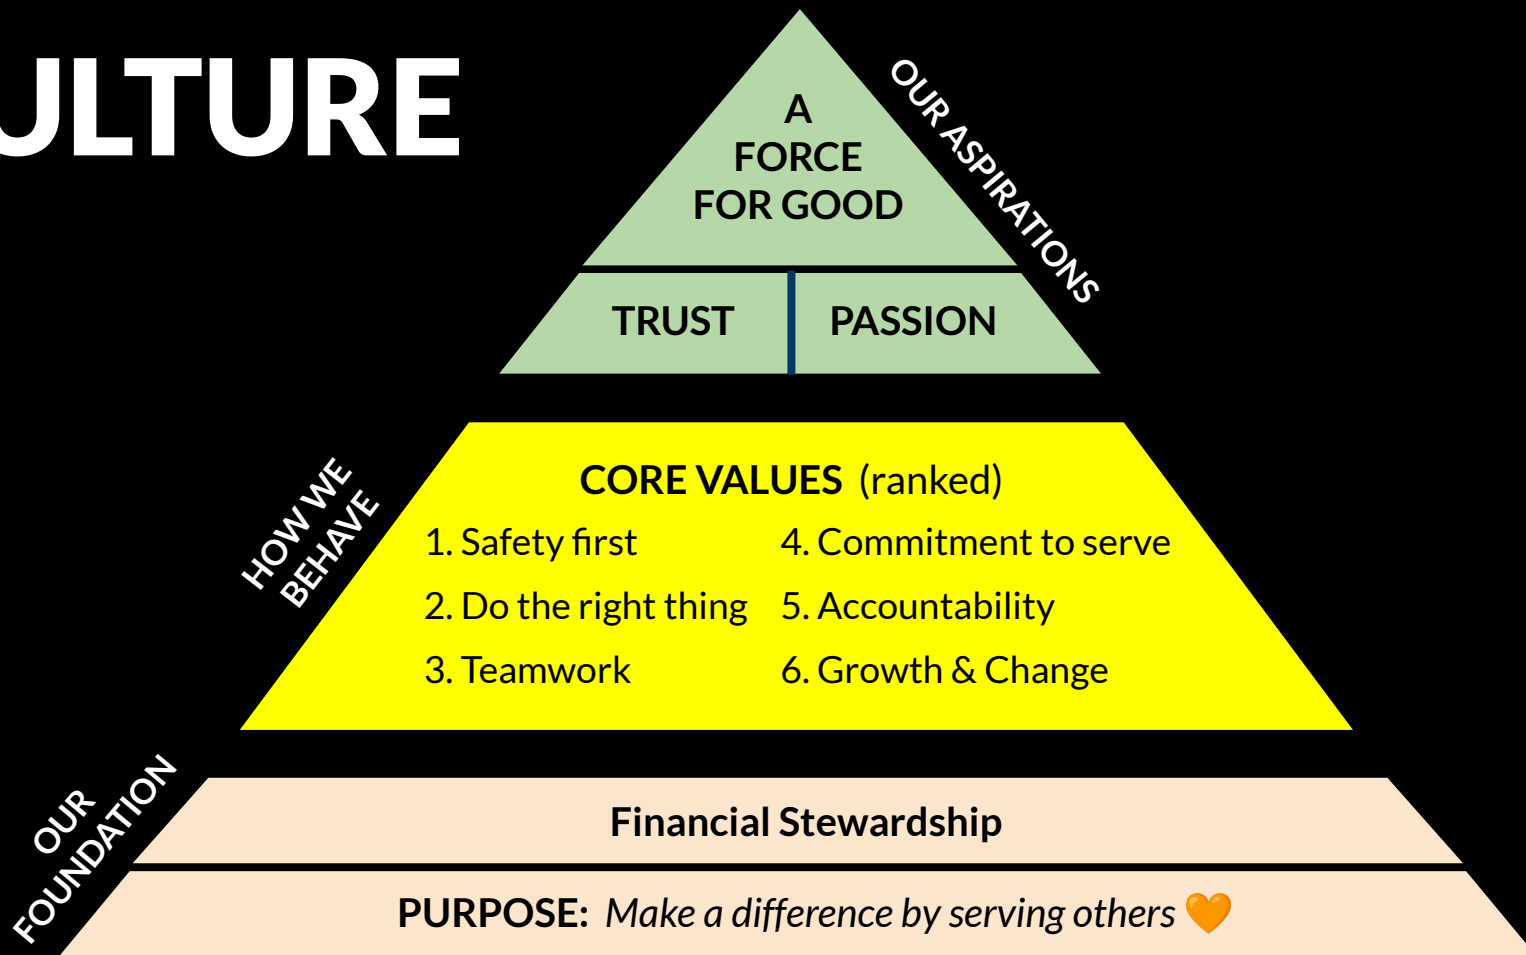 ULTURE
A
FORCE
FOR GOOD
OUR ASPIRATIONS
TRUST
PASSION
HOW WE
BEHAVE
CORE VALUES (ranked)
1. Safety first
2. Do the right thing
3. Teamwork
4. Commitment to serve
5. Accountability
6. Growth & Change
OUR
FOUNDATION
Financial Stewardship
PURPOSE: Make a difference by serving others 🧡